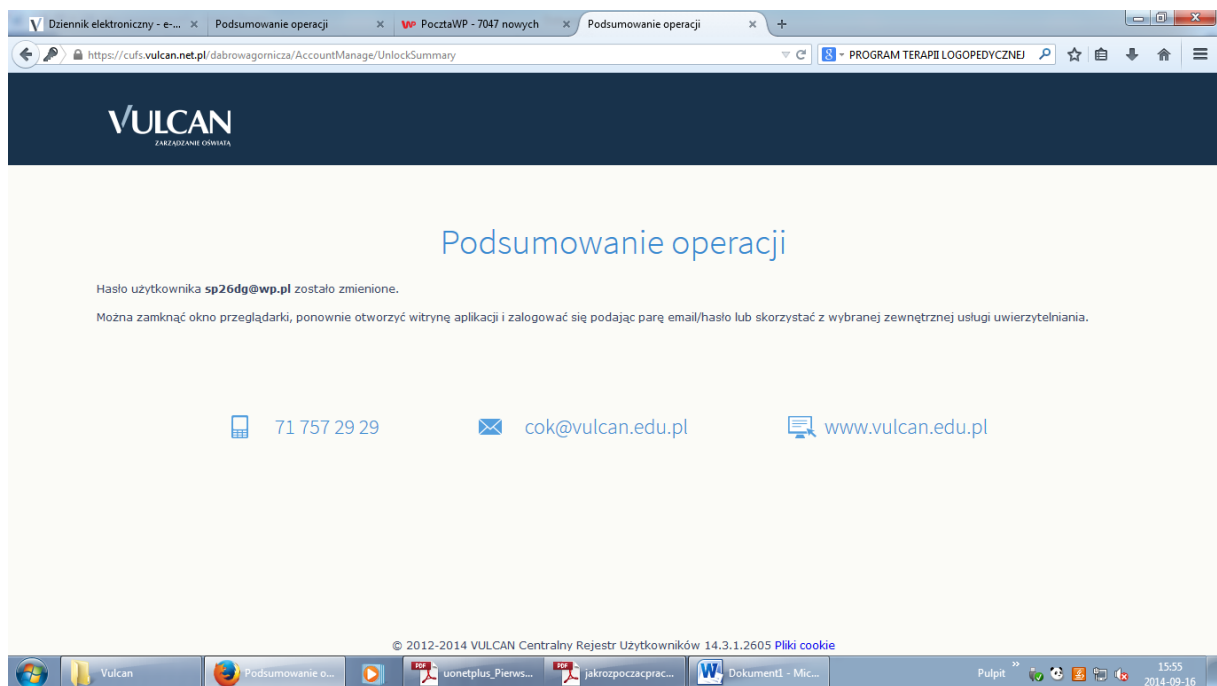 Dziennik elektroniczny - e-...
Podsumowanie operacji
PocztaWP - 7047 nowych
Podsumowanie operacji
https://cufs.vulcan.net.pl/dabrowagornicza/AccountManage/UnlockSummary
PROGRAM TERAPII LOGOPEDYCZNEJ
VULCAN
ZARZĄDZANIE OŚWIATĄ
Podsumowanie operacji
Hasło użytkownika sp26dg@wp.pl zostało zmienione.
Można zamknąć okno przeglądarki, ponownie otworzyć witrynę aplikacji i zalogować się podając parę email/hasło lub skorzystać z wybranej zewnętrznej usługi uwierzytelniania.
71 757 29 29
cok@vulcan.edu.pl
www.vulcan.edu.pl
© 2012-2014 VULCAN Centralny Rejestr Użytkowników 14.3.1.2605 Pliki cookie
Vulcan
Podsumowanie o...
uonetplus_Pierws...
jakrozpoczacprac...
Dokument1 - Mic...
Pulpit
15:55
2014-09-16